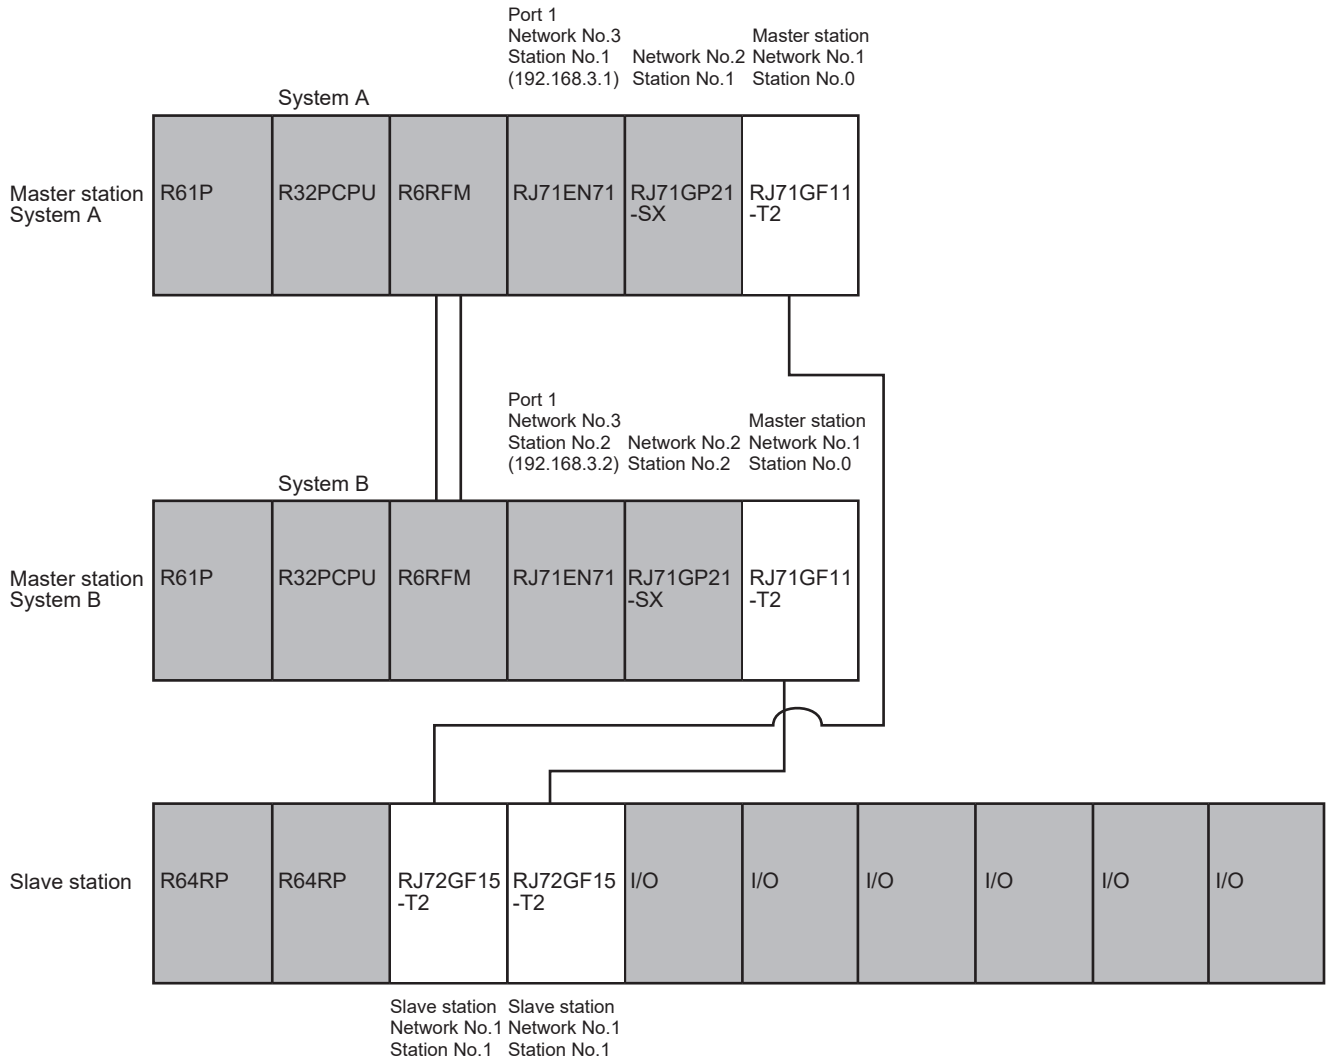 Port 1
Network No.3
Station No.1
(192.168.3.1)
Network No.2
Station No.1
Master station
Network No.1
Station No.0
System A
Master station
System A
R61P
R32PCPU
R6RFM
RJ71EN71
RJ71GP21
-SX
RJ71GF11
-T2
Port 1
Network No.3
Station No.2
(192.168.3.2)
Network No.2
Station No.2
Master station
Network No.1
Station No.0
System B
Master station
System B
R61P
R32PCPU
R6RFM
RJ71EN71
RJ71GP21
-SX
RJ71GF11
-T2
Slave station
R64RP
R64RP
RJ72GF15
-T2
RJ72GF15
-T2
I/O
I/O
I/O
I/O
I/O
I/O
Slave station
Network No.1
Station No.1
Slave station
Network No.1
Station No.1